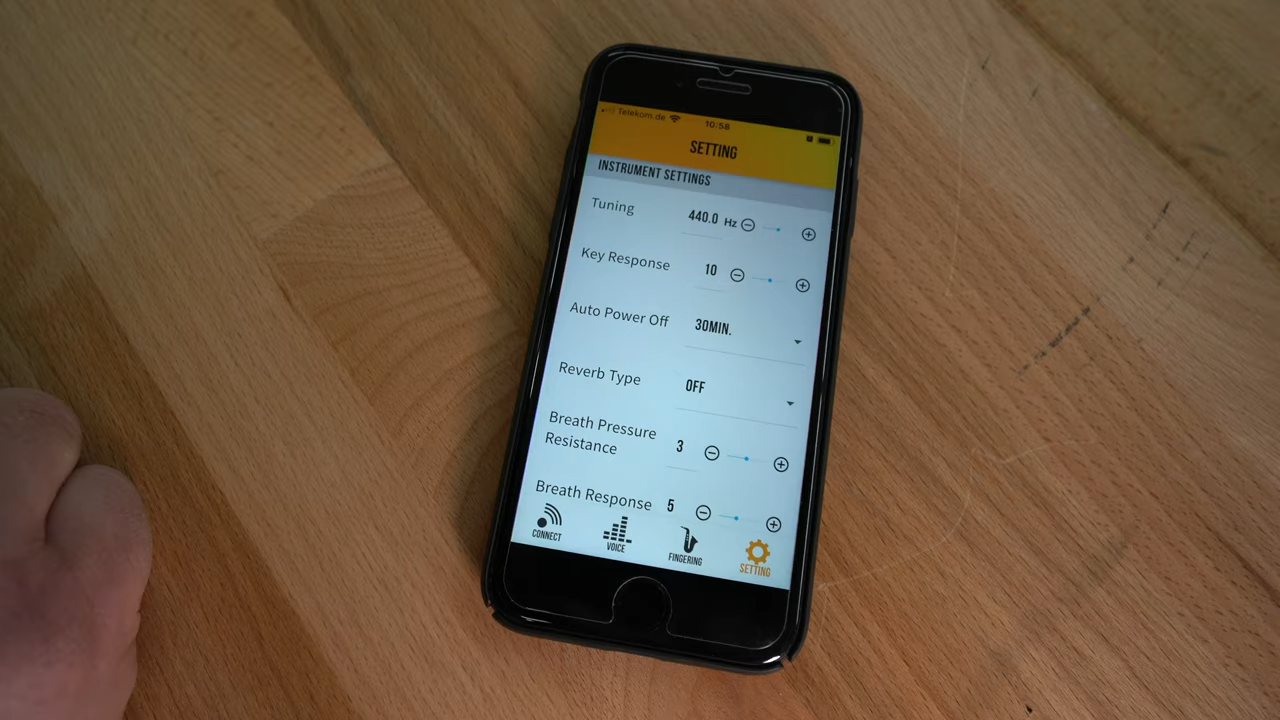 Telekom.de 10:58
SETTING
INSTRUMENT SETTINGS
Tuning 440.0 Hz
Key Response 10
Auto Power Off 30MIN.
Reverb Type OFF
Breath Pressure
Resistance 3
Breath Response 5
CONNECT VOICE FINGERING SETTING